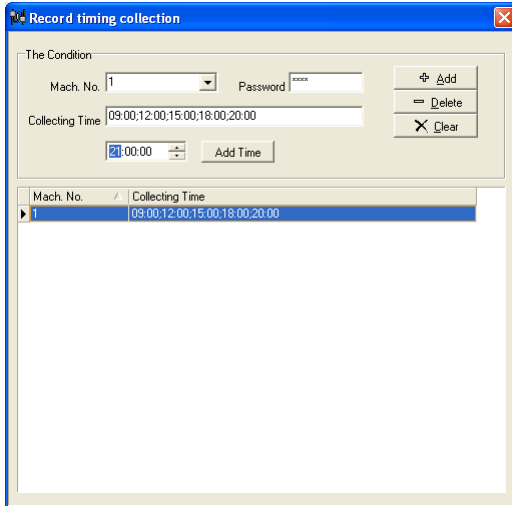 Record timing collection
The Condition
Mach. No. 1 Password **** Add
Collecting Time 09:00;12:00;15:00;18:00;20:00 Delete
Clear
21:00:00 Add Time
Mach. No. Collecting Time
1 09:00;12:00;15:00;18:00;20:00